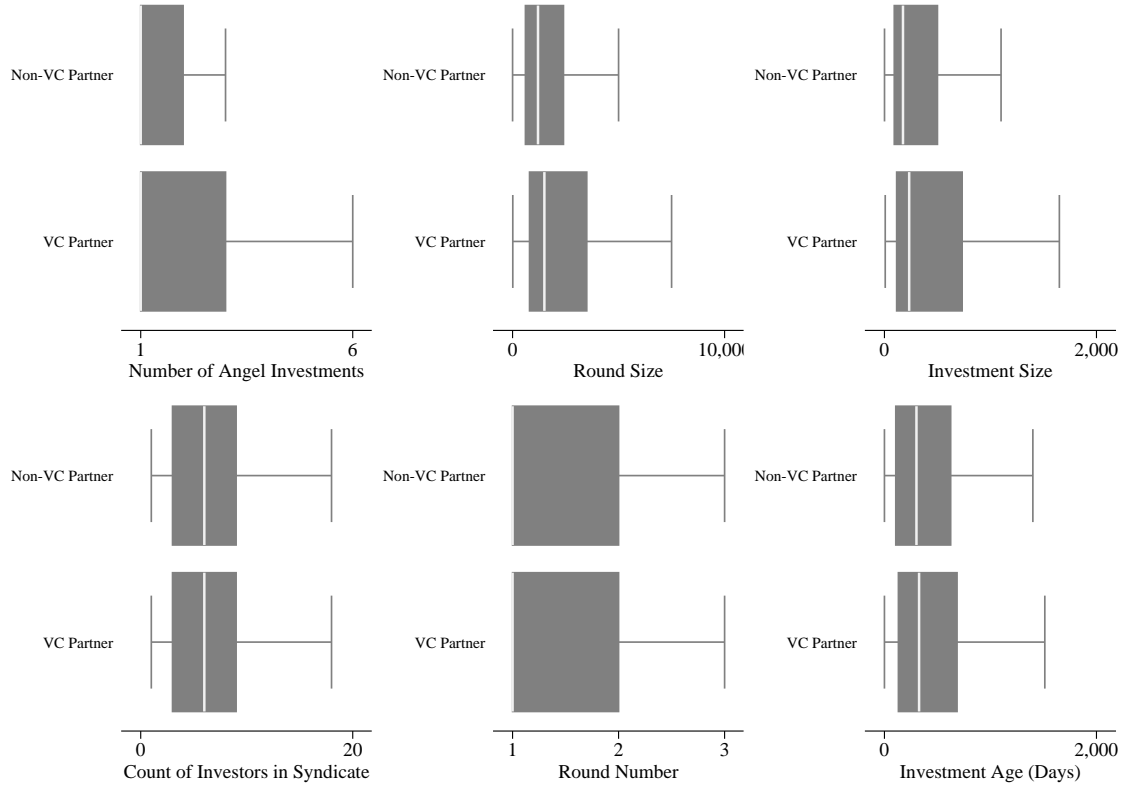 Non-VC Partner
VC Partner
1 6
Number of Angel Investments
Non-VC Partner
VC Partner
0 10,000
Round Size
Non-VC Partner
VC Partner
0 2,000
Investment Size
Non-VC Partner
VC Partner
0 20
Count of Investors in Syndicate
Non-VC Partner
VC Partner
1 2 3
Round Number
Non-VC Partner
VC Partner
0 2,000
Investment Age (Days)